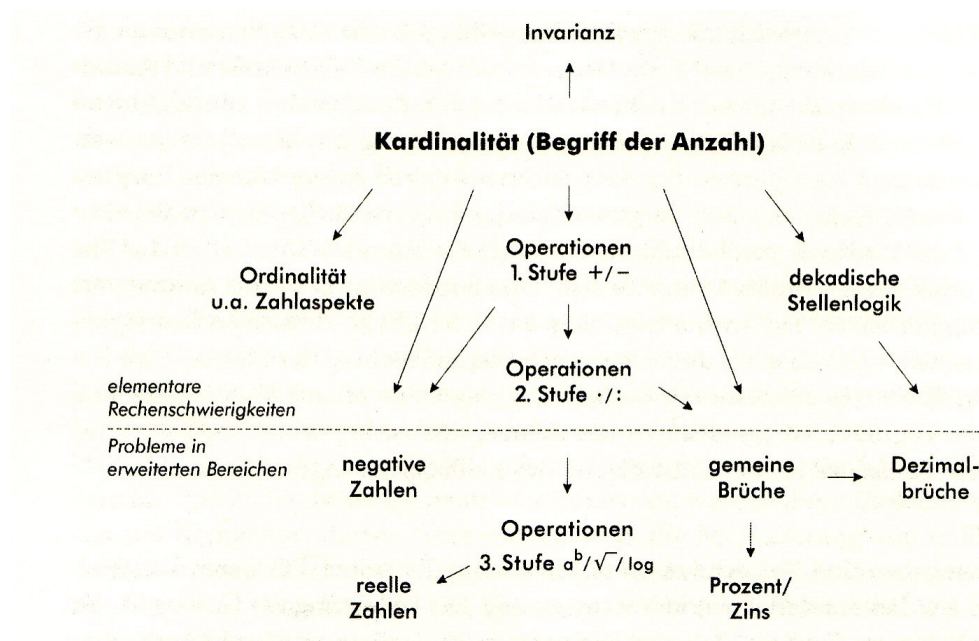 Invarianz
Kardinalität (Begriff der Anzahl)
Operationen
1. Stufe +/−
Ordinalität
u.a. Zahlaspekte
dekadische
Stellenlogik
Operationen
2. Stufe ·/:
elementare
Rechenschwierigkeiten
Probleme in
erweiterten Bereichen
negative
Zahlen
gemeine
Brüche
Dezimal-
brüche
Operationen
3. Stufe aᵇ/√‾/log
reelle
Zahlen
Prozent/
Zins